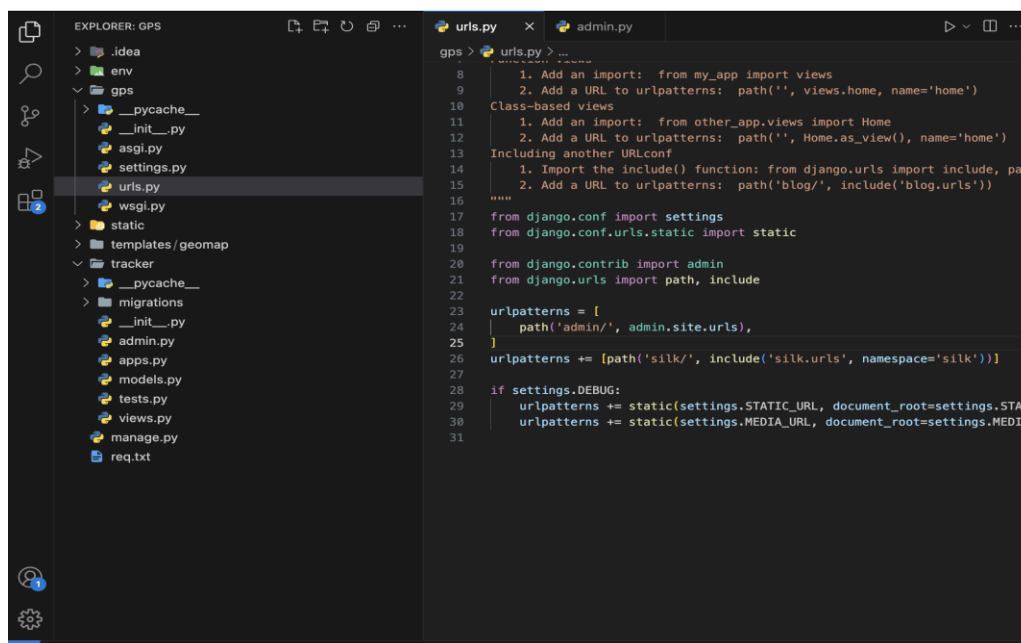 EXPLORER: GPS
.idea
env
gps
__pycache__
__init__.py
asgi.py
settings.py
urls.py
wsgi.py
static
templates/geomap
tracker
__pycache__
migrations
__init__.py
admin.py
apps.py
models.py
tests.py
views.py
manage.py
req.txt
2
1
urls.py
admin.py
gps > urls.py > ...
8 1. Add an import:  from my_app import views
9 2. Add a URL to urlpatterns:  path('', views.home, name='home')
10 Class-based views
11 1. Add an import:  from other_app.views import Home
12 2. Add a URL to urlpatterns:  path('', Home.as_view(), name='home')
13 Including another URLconf
14 1. Import the include() function: from django.urls import include, pa
15 2. Add a URL to urlpatterns:  path('blog/', include('blog.urls'))
16 """
17 from django.conf import settings
18 from django.conf.urls.static import static
19
20 from django.contrib import admin
21 from django.urls import path, include
22
23 urlpatterns = [
24 path('admin/', admin.site.urls),
25 ]
26 urlpatterns += [path('silk/', include('silk.urls', namespace='silk'))]
27
28 if settings.DEBUG:
29 urlpatterns += static(settings.STATIC_URL, document_root=settings.STA
30 urlpatterns += static(settings.MEDIA_URL, document_root=settings.MEDI
31